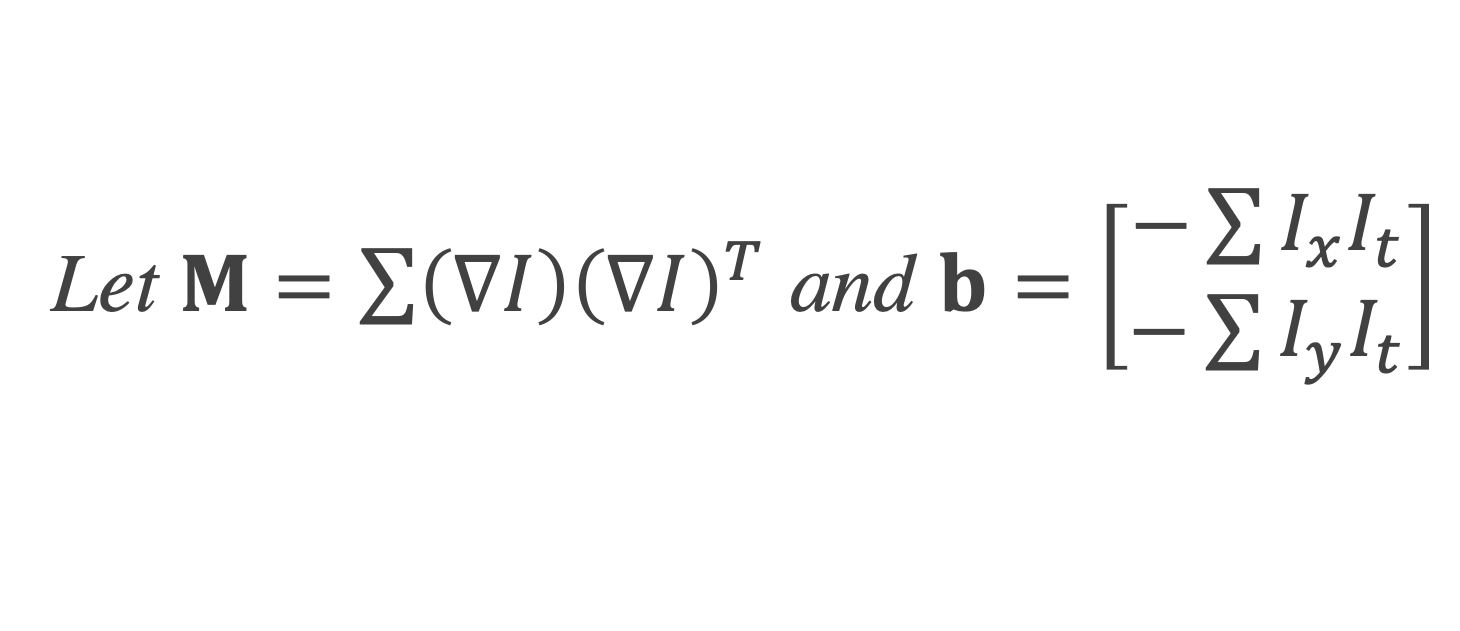 Let M = ∑(∇I)(∇I)^T and b = [−∑ I_x I_t; −∑ I_y I_t]